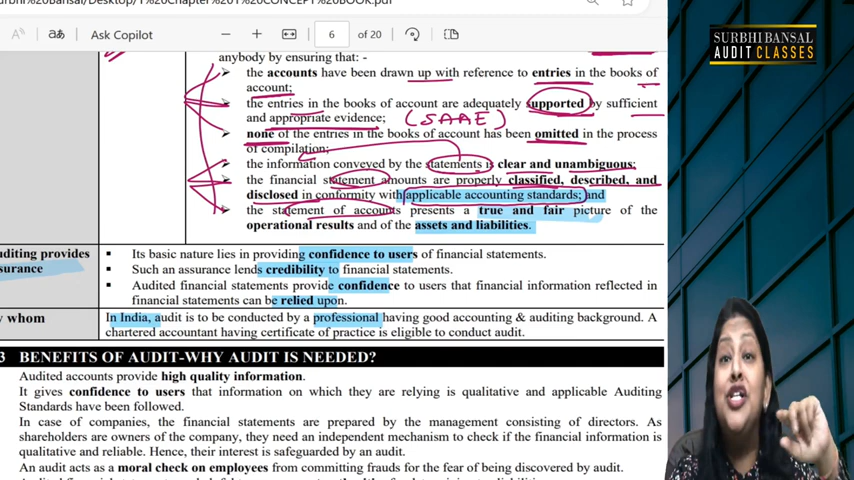 Desktop/
CONCEPT BOOK.pdf
Ask Copilot
6
of 20
SURBHI BANSAL
AUDIT CLASSES
anybody by ensuring that: -
the accounts have been drawn up with reference to entries in the books of
account;
the entries in the books of account are adequately supported by sufficient
and appropriate evidence; (SAAE)
none of the entries in the books of account has been omitted in the process
of compilation;
the information conveyed by the statements is clear and unambiguous;
the financial statement amounts are properly classified, described, and
disclosed in conformity with applicable accounting standards; and
the statement of accounts presents a true and fair picture of the
operational results and of the assets and liabilities.
uditing provides
surance
Its basic nature lies in providing confidence to users of financial statements.
Such an assurance lends credibility to financial statements.
Audited financial statements provide confidence to users that financial information reflected in
financial statements can be relied upon.
y whom
In India, audit is to be conducted by a professional having good accounting & auditing background. A
chartered accountant having certificate of practice is eligible to conduct audit.
3 BENEFITS OF AUDIT-WHY AUDIT IS NEEDED?
Audited accounts provide high quality information.
It gives confidence to users that information on which they are relying is qualitative and applicable Auditing
Standards have been followed.
In case of companies, the financial statements are prepared by the management consisting of directors. As
shareholders are owners of the company, they need an independent mechanism to check if the financial information is
qualitative and reliable. Hence, their interest is safeguarded by an audit.
An audit acts as a moral check on employees from committing frauds for the fear of being discovered by audit.